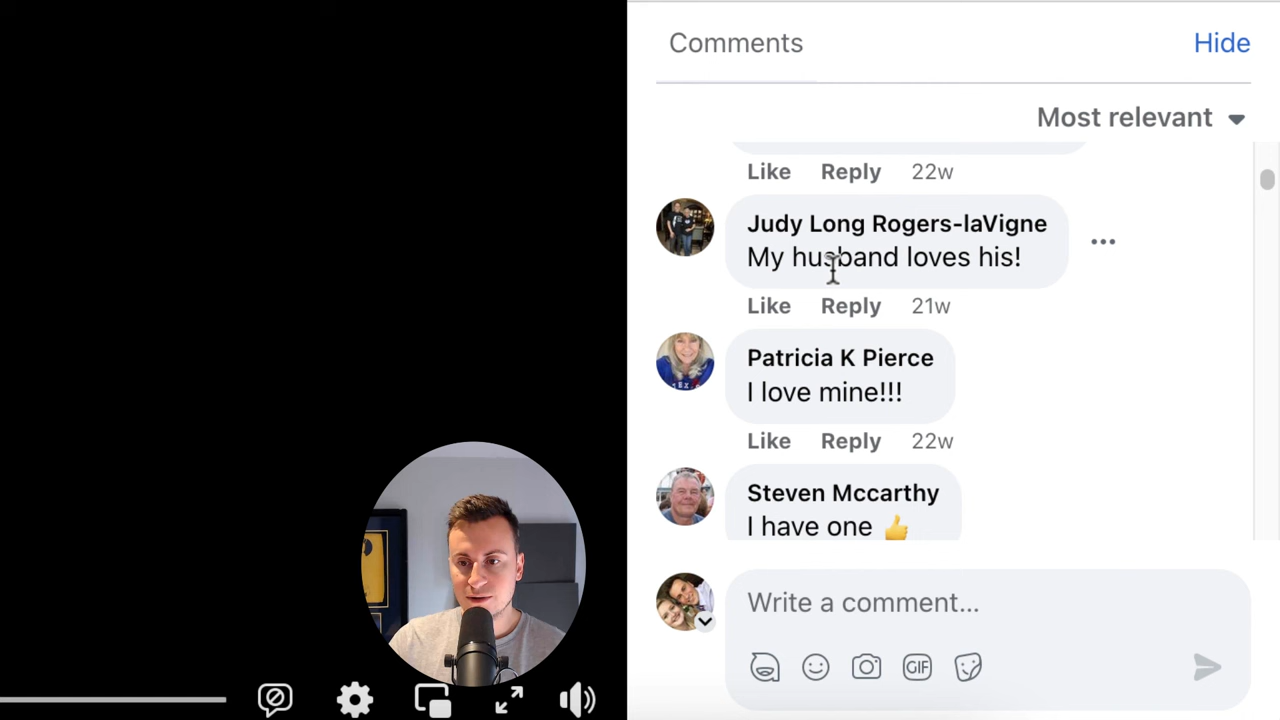 Comments
Hide
Most relevant
Like Reply 22w
Judy Long Rogers-laVigne
My husband loves his!
Like Reply 21w
Patricia K Pierce
I love mine!!!
Like Reply 22w
Steven Mccarthy
I have one 👍
Write a comment...
GIF